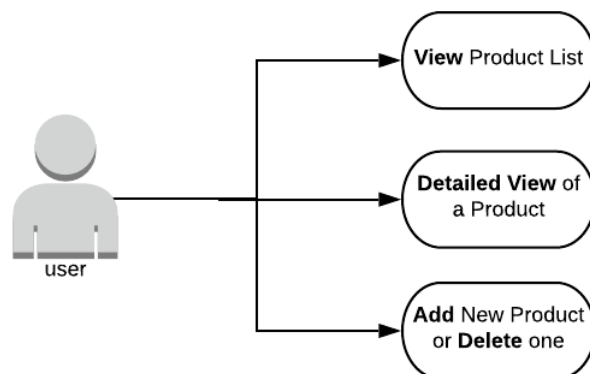 View Product List
Detailed View of
a Product
user
Add New Product
or Delete one